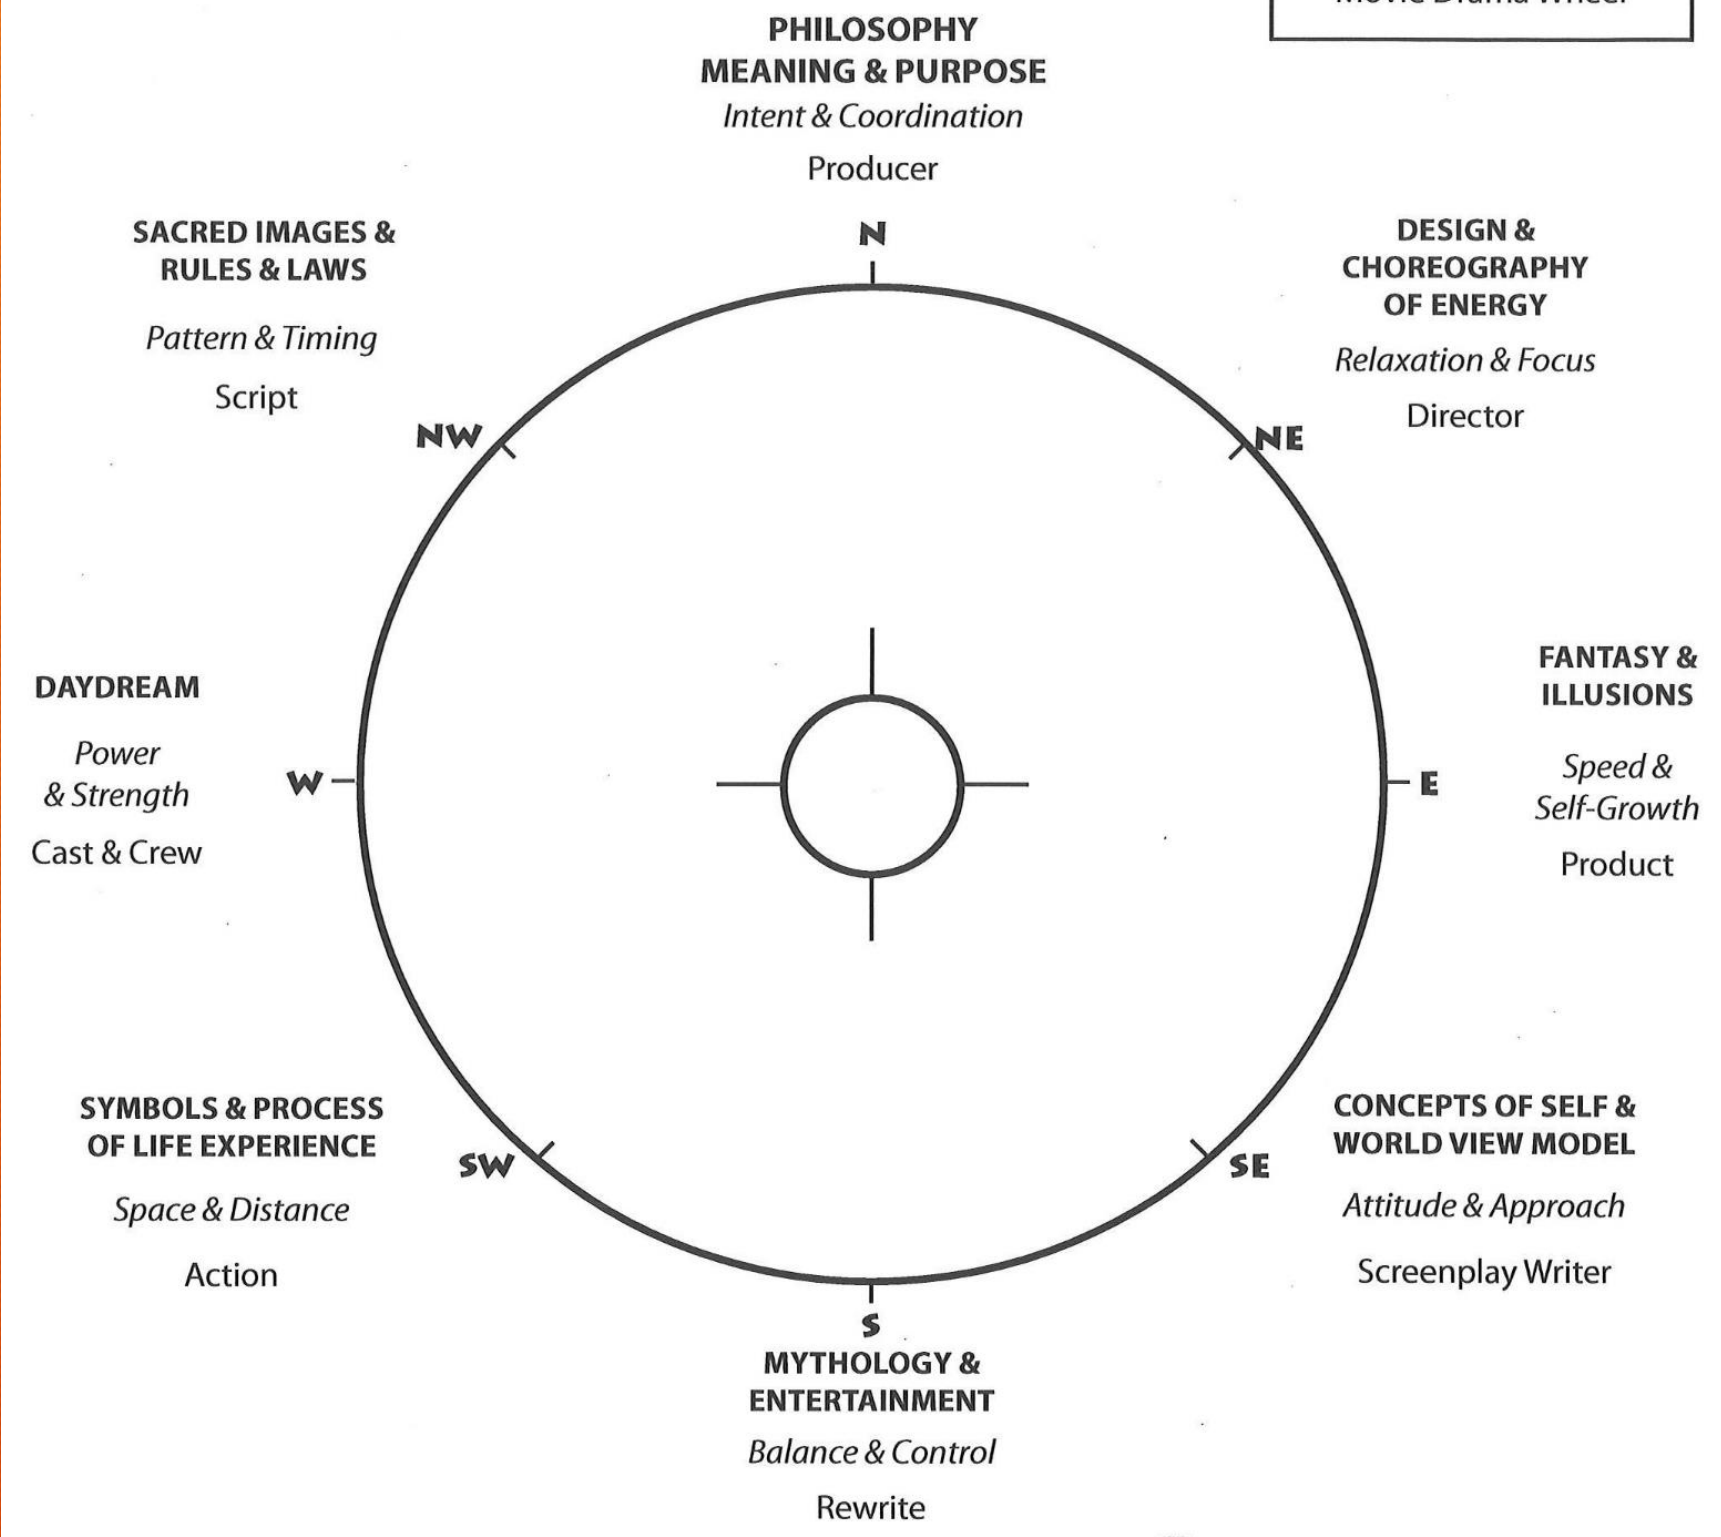 Movie Drama Wheel
PHILOSOPHY
MEANING & PURPOSE
Intent & Coordination
Producer
N
SACRED IMAGES &
RULES & LAWS
Pattern & Timing
Script
NW
DESIGN &
CHOREOGRAPHY
OF ENERGY
Relaxation & Focus
Director
NE
DAYDREAM
Power
& Strength
Cast & Crew
W
E
FANTASY &
ILLUSIONS
Speed &
Self-Growth
Product
SYMBOLS & PROCESS
OF LIFE EXPERIENCE
Space & Distance
Action
SW
CONCEPTS OF SELF &
WORLD VIEW MODEL
Attitude & Approach
Screenplay Writer
SE
S
MYTHOLOGY &
ENTERTAINMENT
Balance & Control
Rewrite